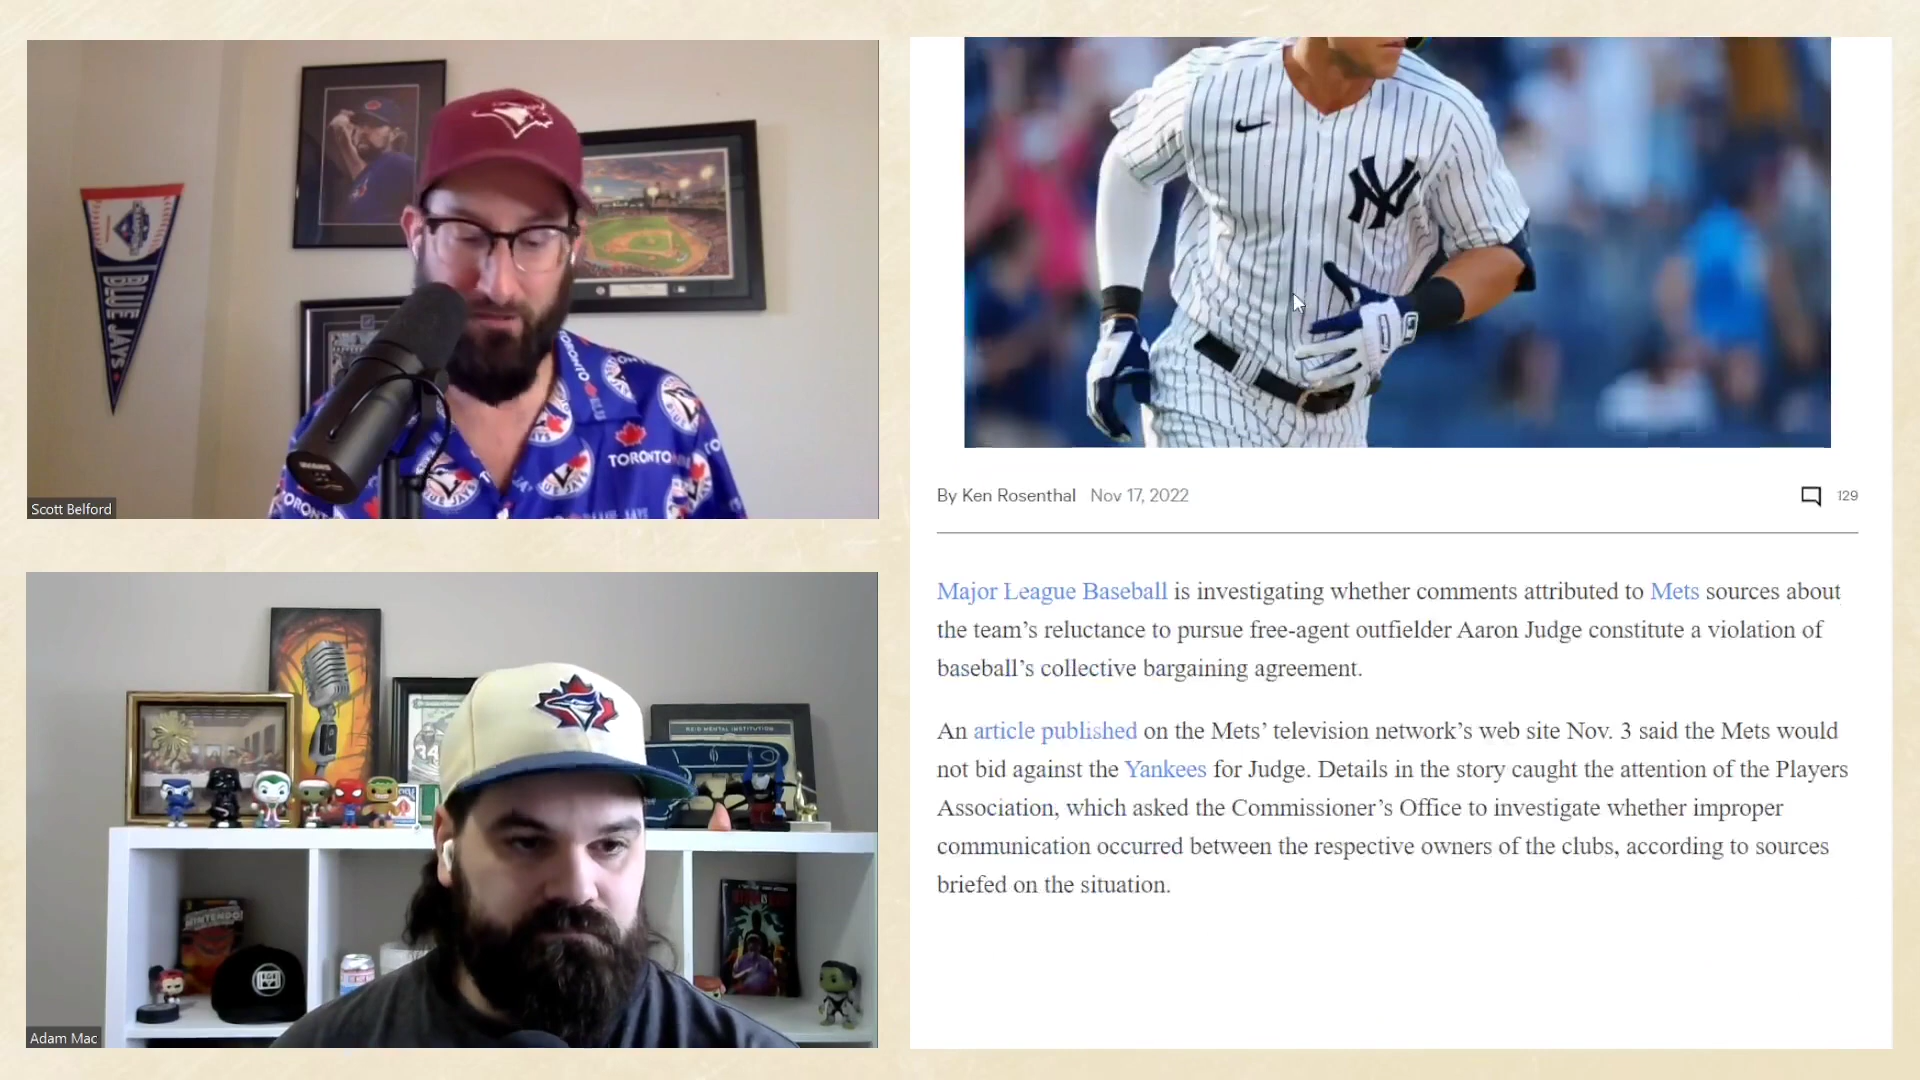 BLUE JAYS
TORONTO
TORONTO
Scott Belford
NY
By Ken Rosenthal Nov 17, 2022
129
Major League Baseball is investigating whether comments attributed to Mets sources about
the team's reluctance to pursue free-agent outfielder Aaron Judge constitute a violation of
baseball's collective bargaining agreement.
An article published on the Mets' television network's web site Nov. 3 said the Mets would
not bid against the Yankees for Judge. Details in the story caught the attention of the Players
Association, which asked the Commissioner's Office to investigate whether improper
communication occurred between the respective owners of the clubs, according to sources
briefed on the situation.
34
NINTENDO
Adam Mac